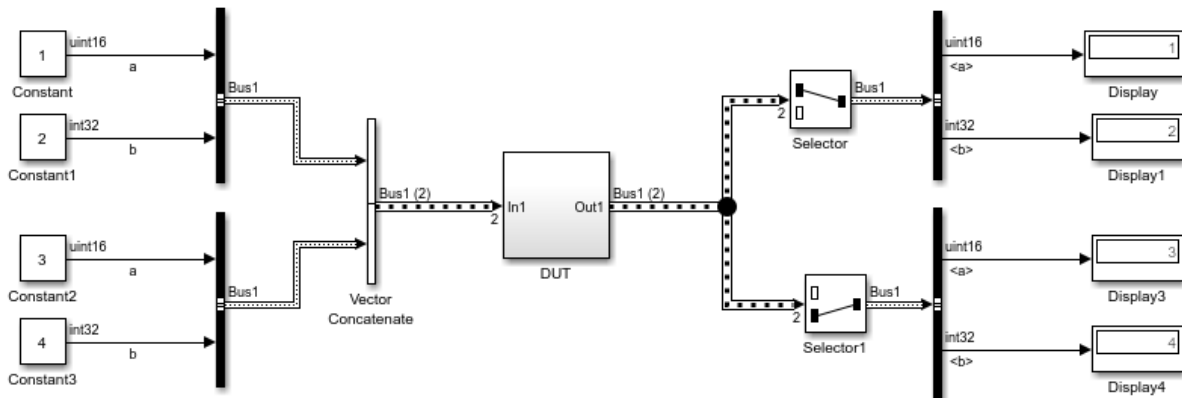 1
uint16
a
Constant
2
int32
b
Constant1
Bus1
3
uint16
a
Constant2
4
int32
b
Constant3
Bus1
Vector
Concatenate
Bus1 (2)
2
In1
Out1
DUT
Bus1 (2)
2
Selector
Bus1
2
Selector1
Bus1
uint16
<a>
1
Display
int32
<b>
2
Display1
uint16
<a>
3
Display3
int32
<b>
4
Display4